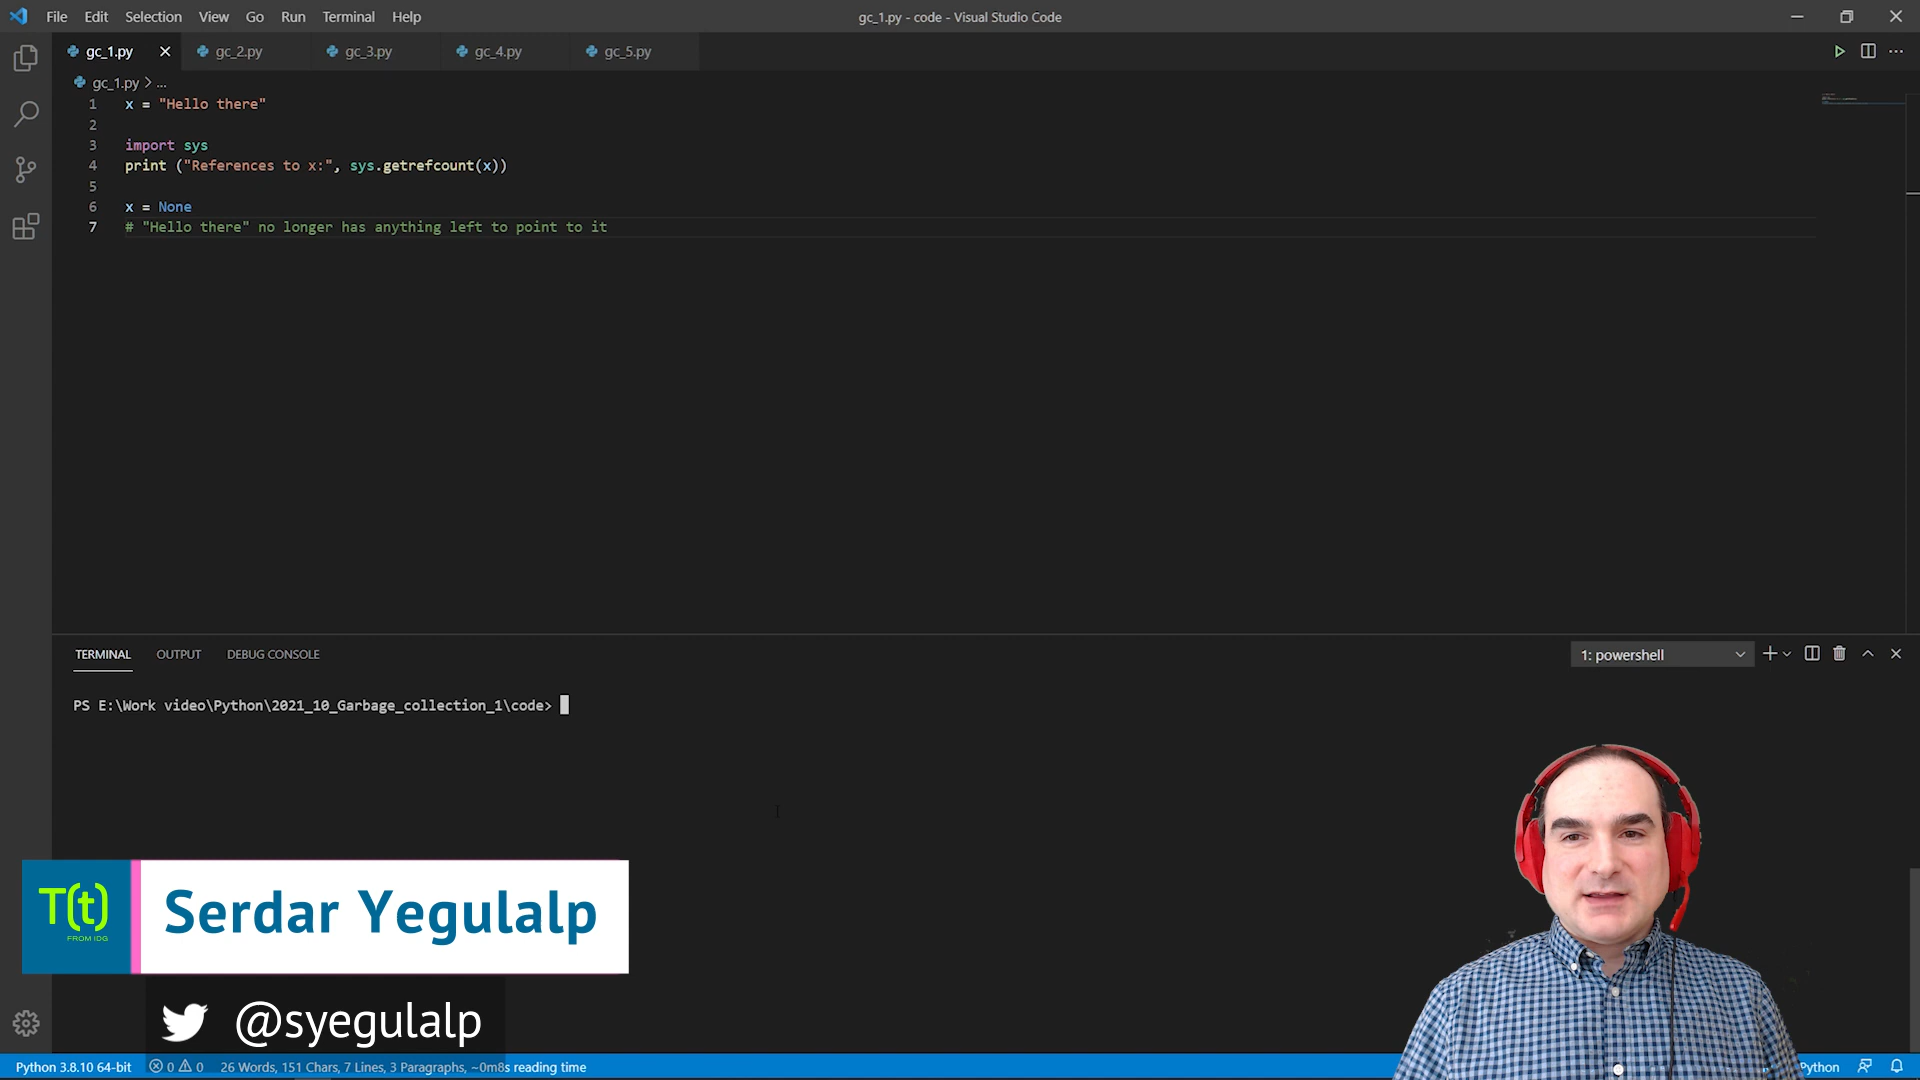 File Edit Selection View Go Run Terminal Help
gc_1.py - code - Visual Studio Code
gc_1.py gc_2.py gc_3.py gc_4.py gc_5.py
gc_1.py > ...
1 x = "Hello there"
2
3 import sys
4 print ("References to x:", sys.getrefcount(x))
5
6 x = None
7 # "Hello there" no longer has anything left to point to it
TERMINAL OUTPUT DEBUG CONSOLE
1: powershell
PS E:\Work video\Python\2021_10_Garbage_collection_1\code>
T(t)
FROM IDG
Serdar Yegulalp
@syegulalp
Python 3.8.10 64-bit 0 0 26 Words, 151 Chars, 7 Lines, 3 Paragraphs, ~0m8s reading time
Python